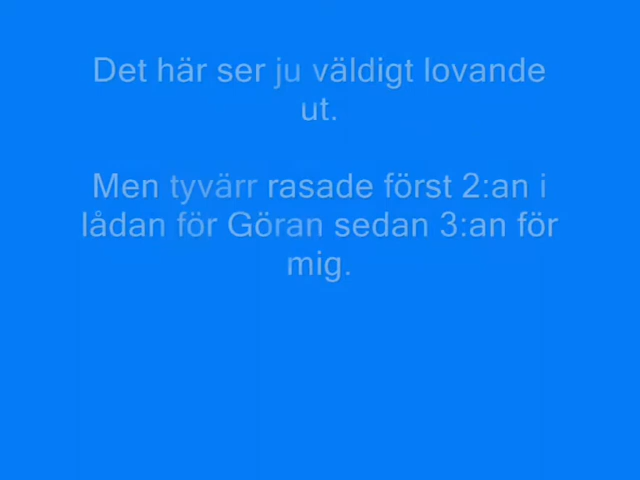 Det här ser ju väldigt lovande
ut.
Men tyvärr rasade först 2:an i
lådan för Göran sedan 3:an för
mig.